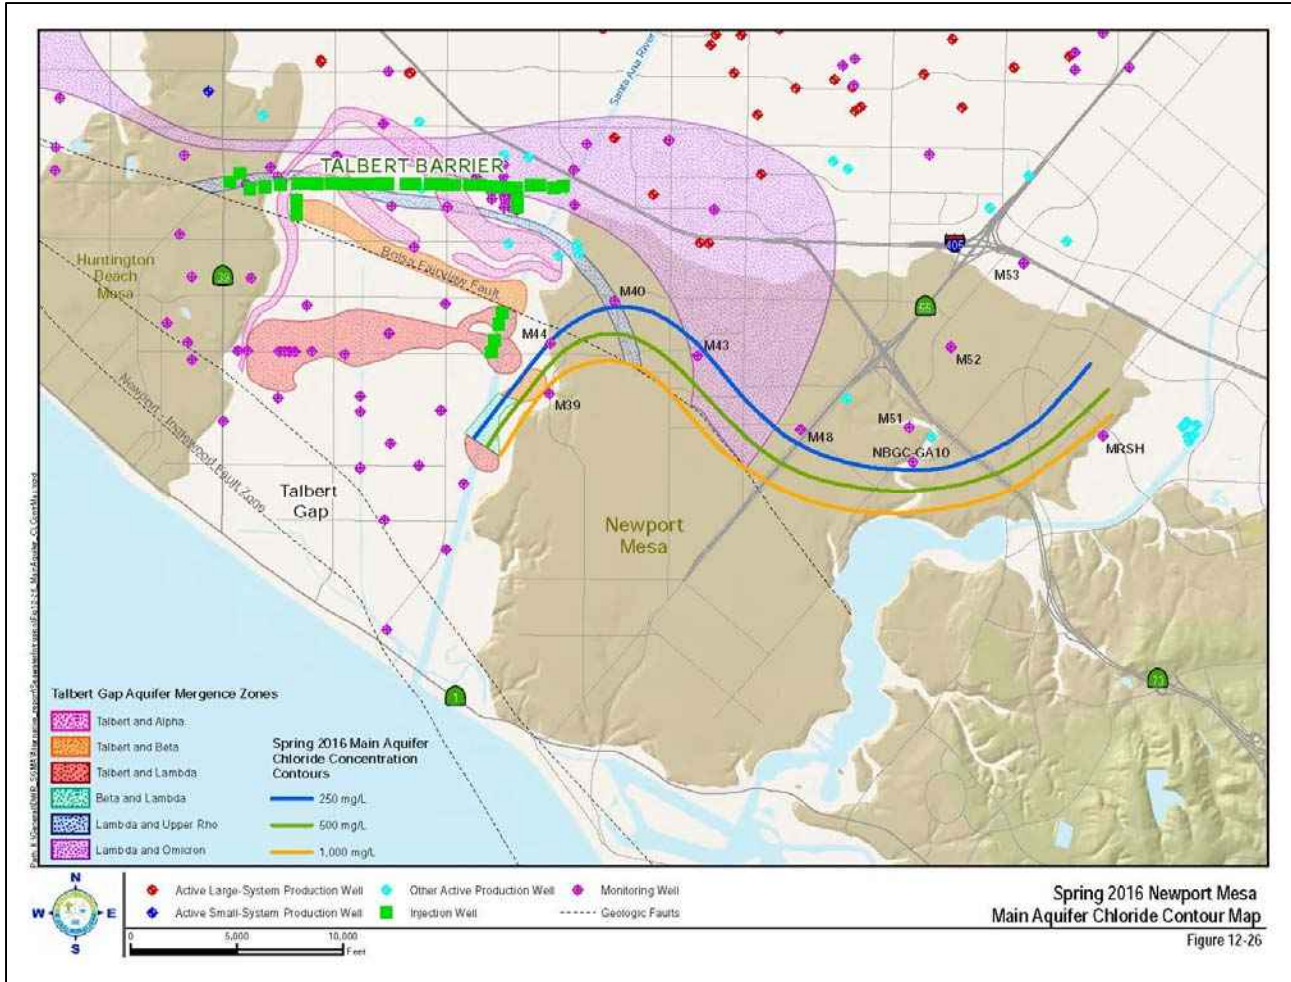 Santa Ana River
TALBERT BARRIER
Huntington
Beach
Mesa
39
Bolsa Fairview Fault
405
M53
55
M40
M44
M43
M52
M39
M51
M48
NBGC-GA10
MRSH
Newport - Inglewood Fault Zone
Talbert
Gap
Newport
Mesa
73
1
Talbert Gap Aquifer Mergence Zones
Talbert and Alpha
Talbert and Beta
Talbert and Lambda
Beta and Lambda
Lambda and Upper Rho
Lambda and Omicron
Spring 2016 Main Aquifer
Chloride Concentration
Contours
250 mg/L
500 mg/L
1,000 mg/L
N
W E
S
Active Large-System Production Well
Other Active Production Well
Monitoring Well
Active Small-System Production Well
Injection Well
Geologic Faults
0 5,000 10,000
Feet
Spring 2016 Newport Mesa
Main Aquifer Chloride Contour Map
Figure 12-26